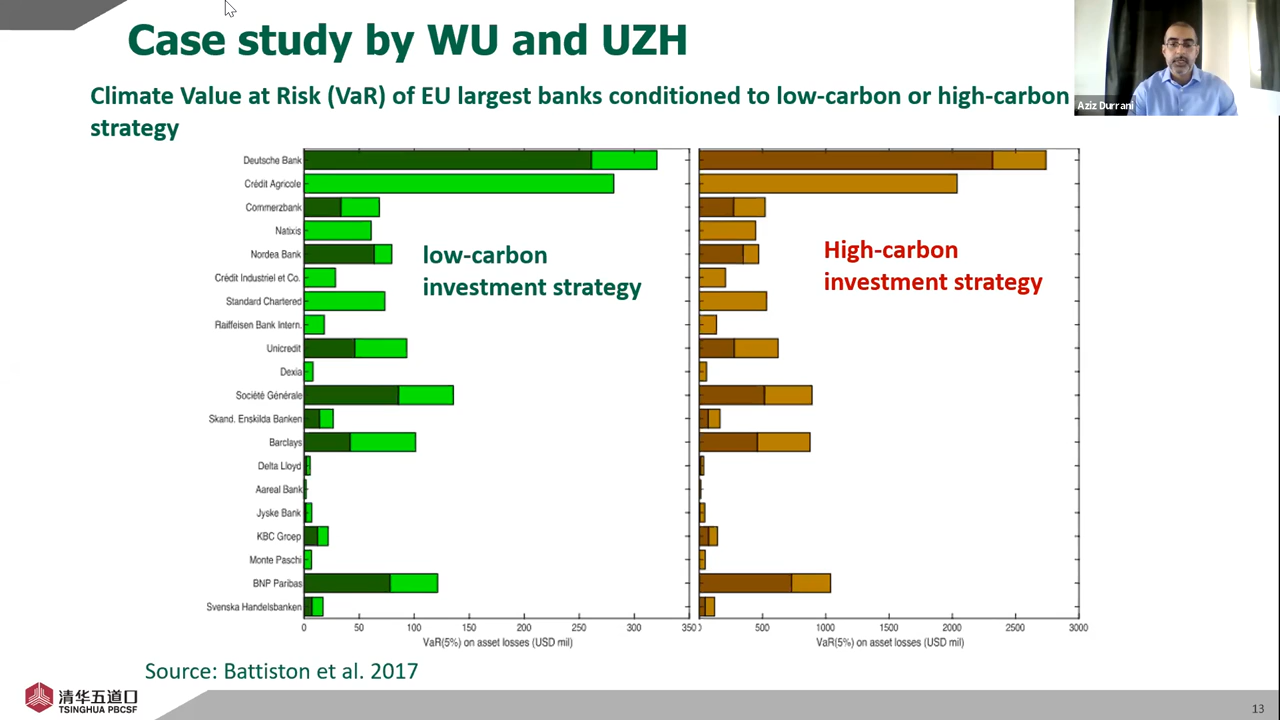 Case study by WU and UZH
Climate Value at Risk (VaR) of EU largest banks conditioned to low-carbon or high-carbon
strategy
Aziz Durrani
Deutsche Bank
Crédit Agricole
Commerzbank
Natixis
Nordea Bank
Crédit Industriel et Co.
Standard Chartered
Raiffeisen Bank Intern.
Unicredit
Dexia
Société Générale
Skand. Enskilda Banken
Barclays
Delta Lloyd
Aareal Bank
Jyske Bank
KBC Groep
Monte Paschi
BNP Paribas
Svenska Handelsbanken
low-carbon
investment strategy
High-carbon
investment strategy
0 50 100 150 200 250 300 350
0 500 1000 1500 2000 2500 3000
VaR(5%) on asset losses (USD mil)
VaR(5%) on asset losses (USD mil)
Source: Battiston et al. 2017
清华五道口
TSINGHUA PBCSF
13